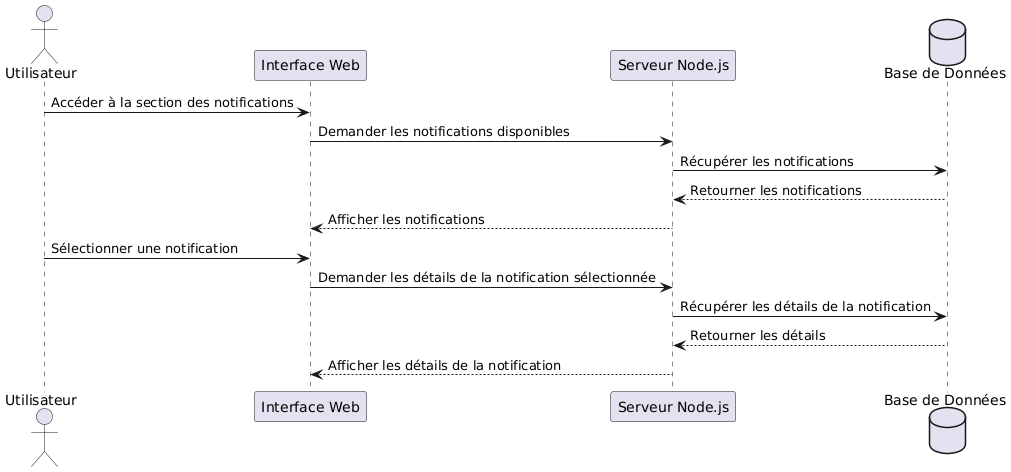 Utilisateur
Interface Web
Serveur Node.js
Base de Données
Accéder à la section des notifications
Demander les notifications disponibles
Récupérer les notifications
Retourner les notifications
Afficher les notifications
Sélectionner une notification
Demander les détails de la notification sélectionnée
Récupérer les détails de la notification
Retourner les détails
Afficher les détails de la notification
Utilisateur
Interface Web
Serveur Node.js
Base de Données